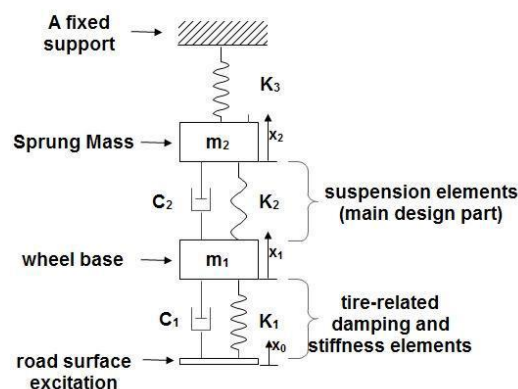 A fixed
support
K3
Sprung Mass
m2
x2
C2
K2
suspension elements
(main design part)
wheel base
m1
x1
C1
K1
tire-related
damping and
stiffness elements
x0
road surface
excitation